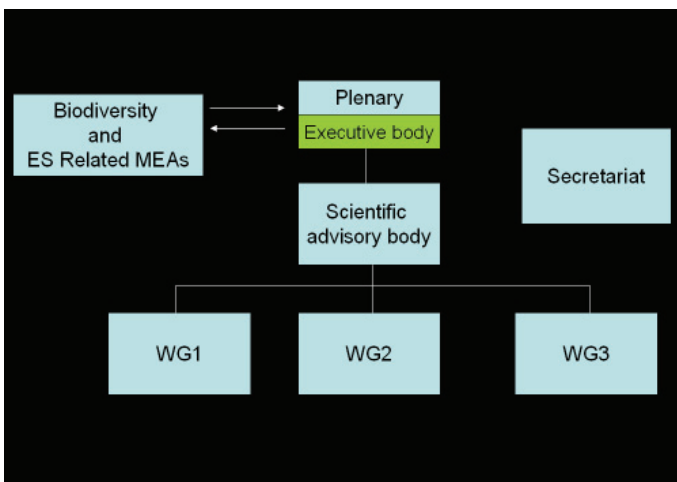 Biodiversity
and
ES Related MEAs
Plenary
Executive body
Secretariat
Scientific
advisory body
WG1
WG2
WG3